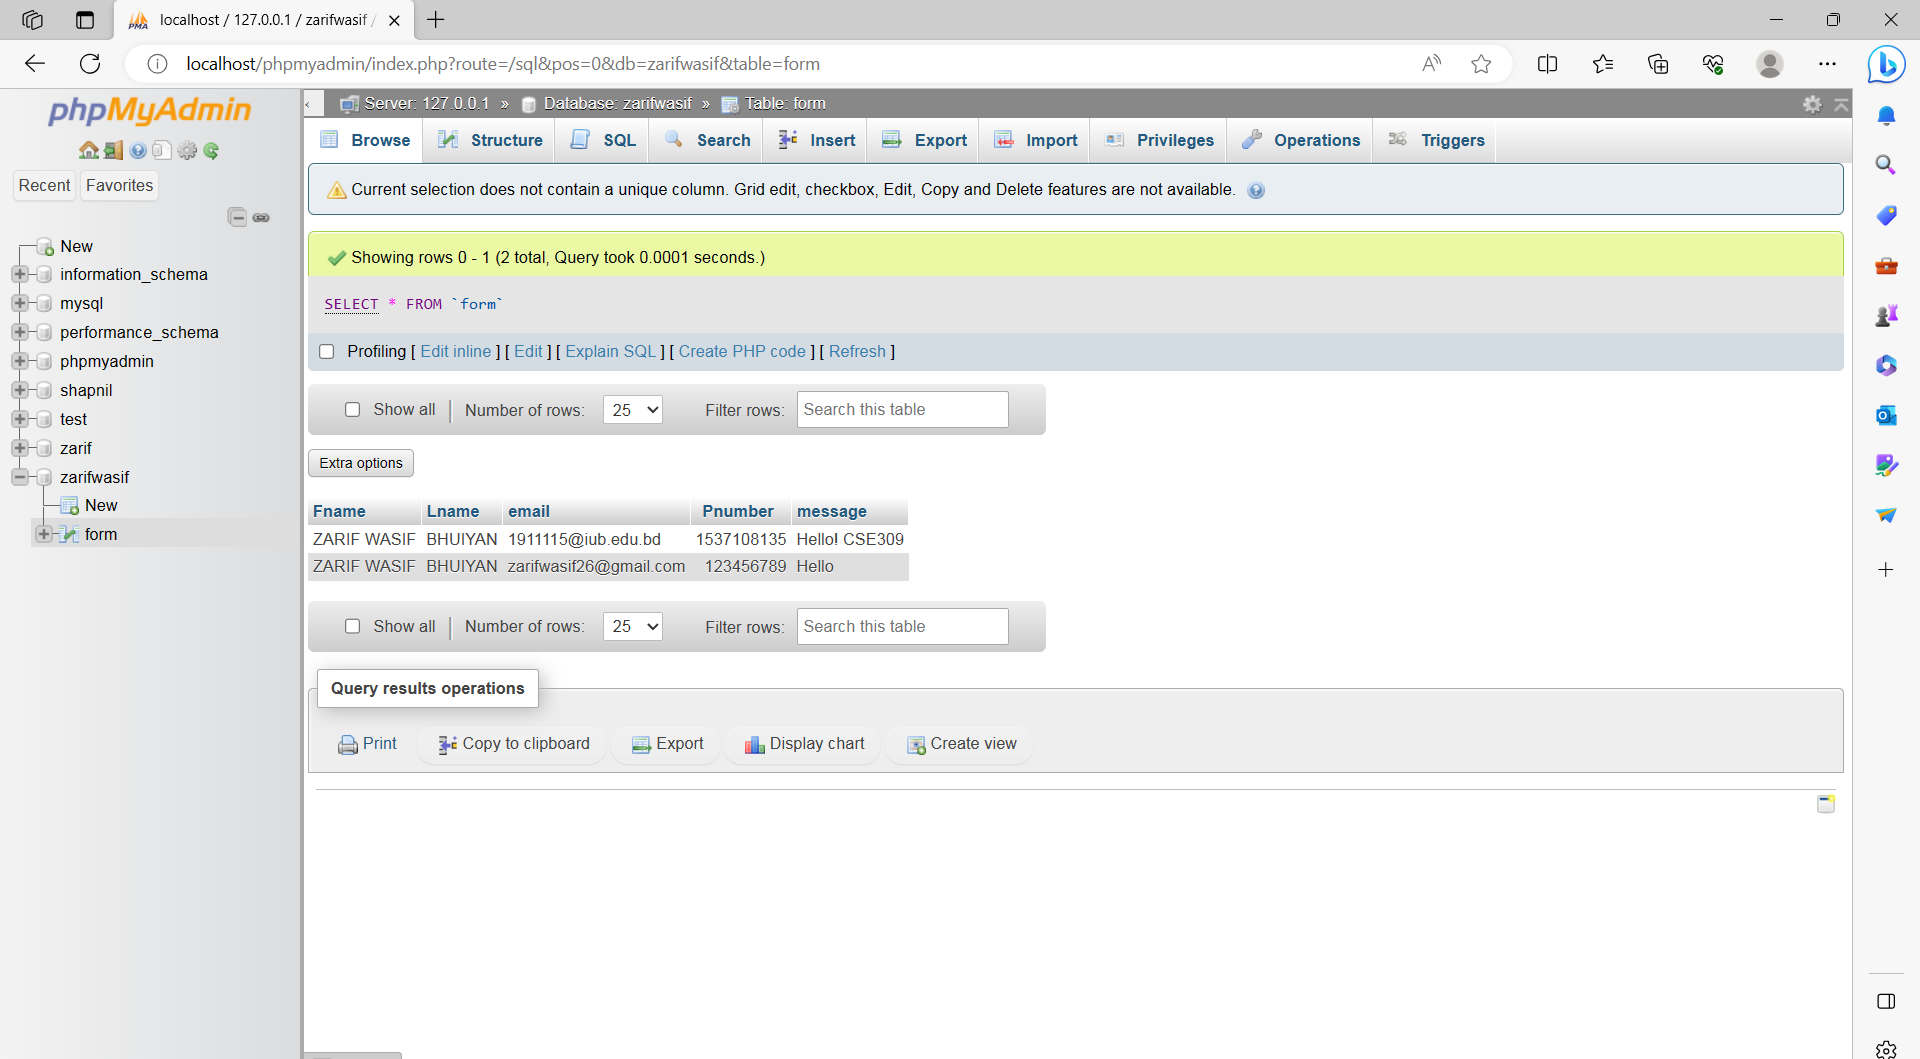 localhost / 127.0.0.1 / zarifwasif /
localhost/phpmyadmin/index.php?route=/sql&pos=0&db=zarifwasif&table=form
phpMyAdmin
Recent Favorites
New
information_schema
mysql
performance_schema
phpmyadmin
shapnil
test
zarif
zarifwasif
New
form
Server: 127.0.0.1 » Database: zarifwasif » Table: form
Browse Structure SQL Search Insert Export Import Privileges Operations Triggers
Current selection does not contain a unique column. Grid edit, checkbox, Edit, Copy and Delete features are not available.
Showing rows 0 - 1 (2 total, Query took 0.0001 seconds.)
SELECT * FROM `form`
Profiling [ Edit inline ] [ Edit ] [ Explain SQL ] [ Create PHP code ] [ Refresh ]
Show all | Number of rows: 25 Filter rows: Search this table
Extra options
Fname Lname email Pnumber message
ZARIF WASIF BHUIYAN 1911115@iub.edu.bd 1537108135 Hello! CSE309
ZARIF WASIF BHUIYAN zarifwasif26@gmail.com 123456789 Hello
Show all | Number of rows: 25 Filter rows: Search this table
Query results operations
Print Copy to clipboard Export Display chart Create view